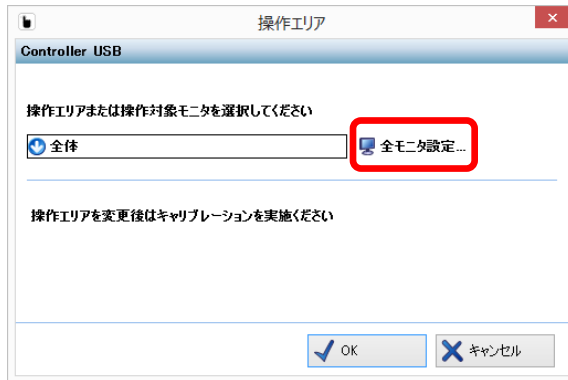 操作エリア
Controller USB
操作エリアまたは操作対象モニタを選択してください
全体
全モニタ設定...
操作エリアを変更後はキャリブレーションを実施ください
OK
キャンセル